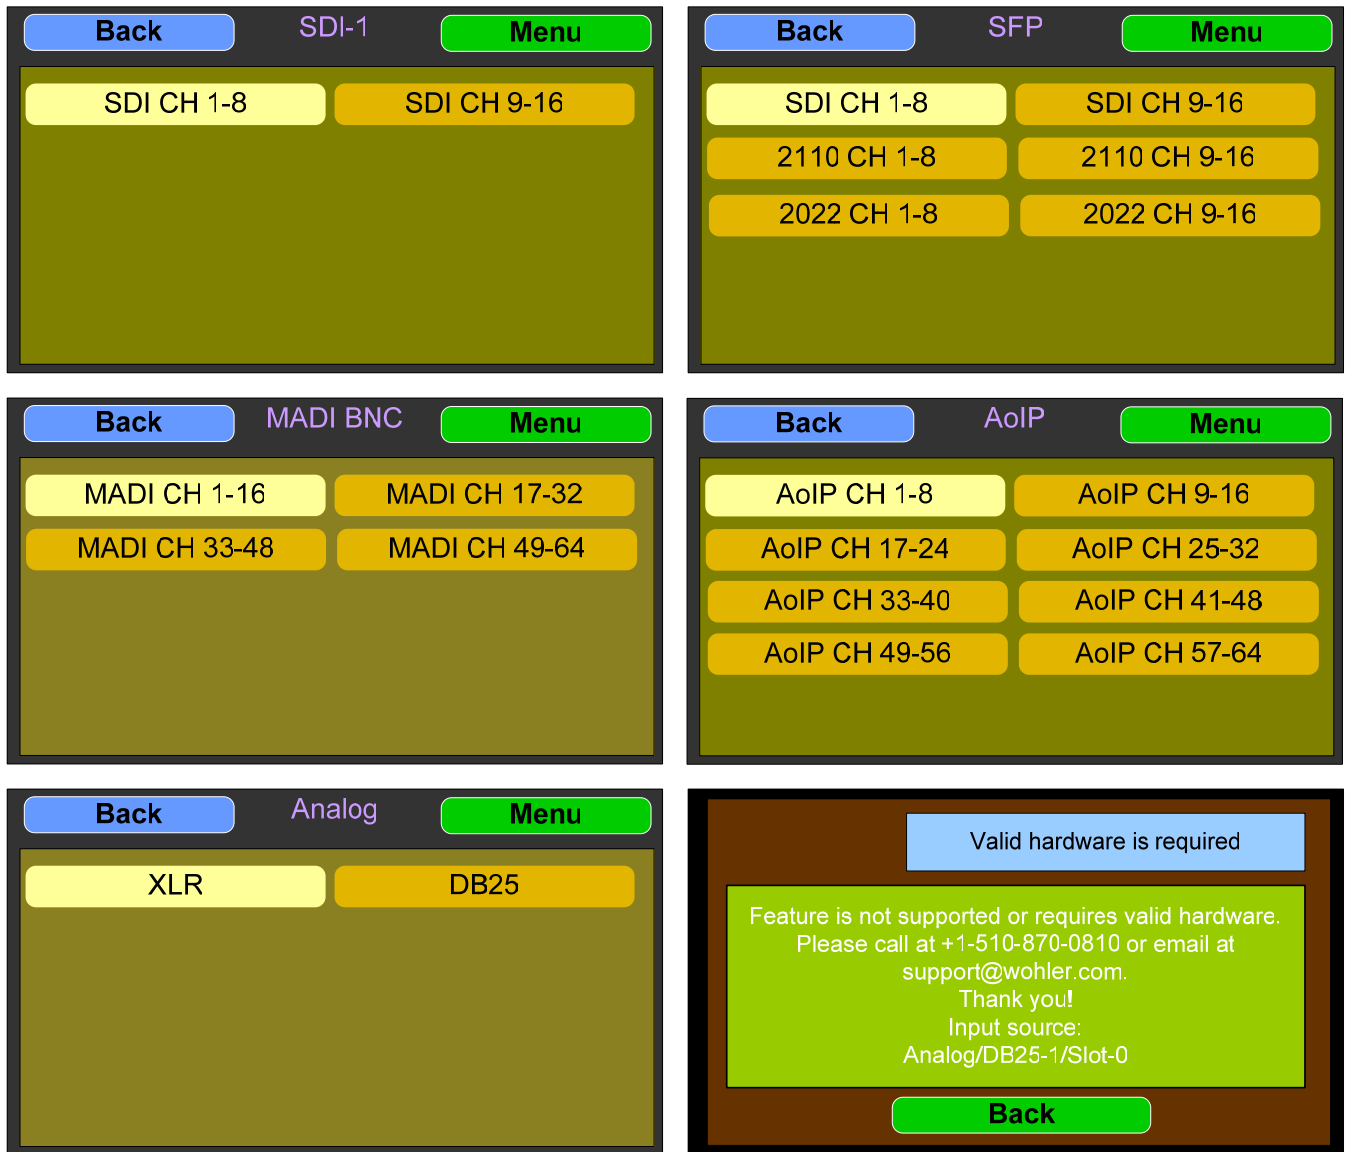 Back SDI-1 Menu
SDI CH 1-8 SDI CH 9-16
Back SFP Menu
SDI CH 1-8 SDI CH 9-16
2110 CH 1-8 2110 CH 9-16
2022 CH 1-8 2022 CH 9-16
Back MADI BNC Menu
MADI CH 1-16 MADI CH 17-32
MADI CH 33-48 MADI CH 49-64
Back AoIP Menu
AoIP CH 1-8 AoIP CH 9-16
AoIP CH 17-24 AoIP CH 25-32
AoIP CH 33-40 AoIP CH 41-48
AoIP CH 49-56 AoIP CH 57-64
Back Analog Menu
XLR DB25
Valid hardware is required
Feature is not supported or requires valid hardware.
Please call at +1-510-870-0810 or email at
support@wohler.com.
Thank you!
Input source:
Analog/DB25-1/Slot-0
Back